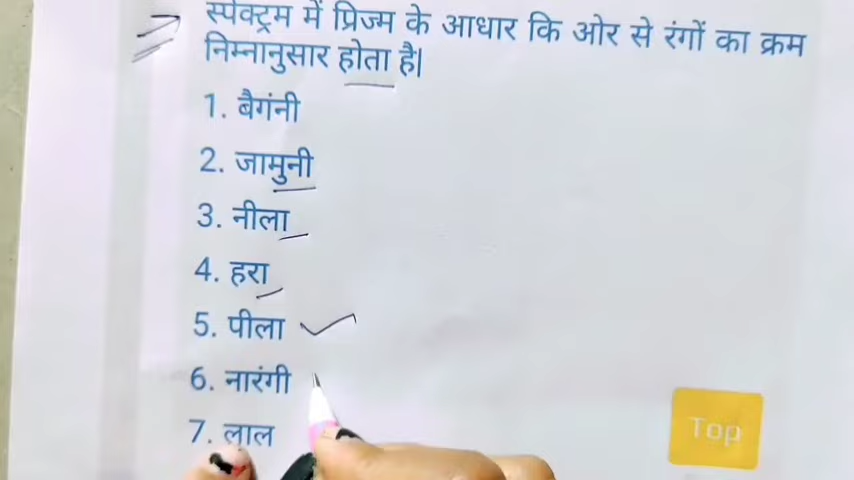 स्पेक्ट्रम में प्रिज्म के आधार कि ओर से रंगों का क्रम
निम्नानुसार होता है|
1. बैगंनी
2. जामुनी
3. नीला
4. हरा
5. पीला
6. नारंगी
7. लाल
Top